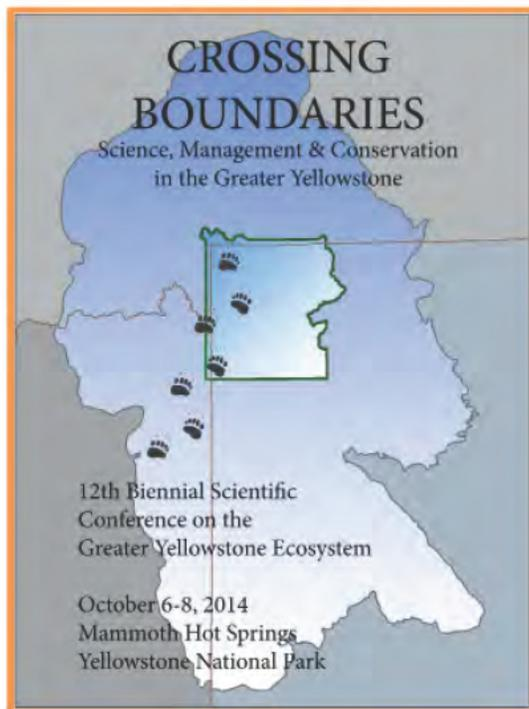 CROSSING
BOUNDARIES
Science, Management & Conservation
in the Greater Yellowstone
12th Biennial Scientific
Conference on the
Greater Yellowstone Ecosystem
October 6-8, 2014
Mammoth Hot Springs
Yellowstone National Park